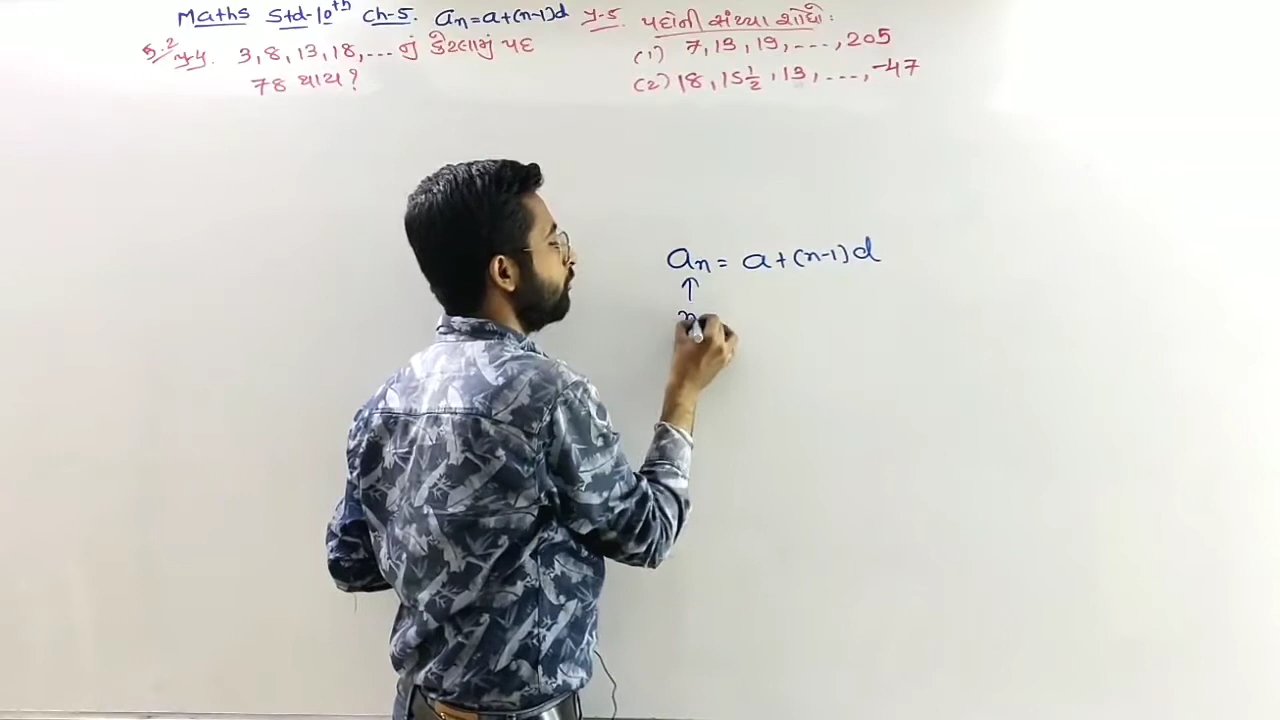 Maths Std-10th Ch-5. an=a+(n-1)d
5.2 પ્ર-4. 3,8,13,18,... નું કેટલામું પદ
78 થાય?
પ્ર-5. પદોની સંખ્યા શોધો:
(1) 7,13,19,....,205
(2) 18,15½,13,....,-47
an = a+(n-1)d
↑
n